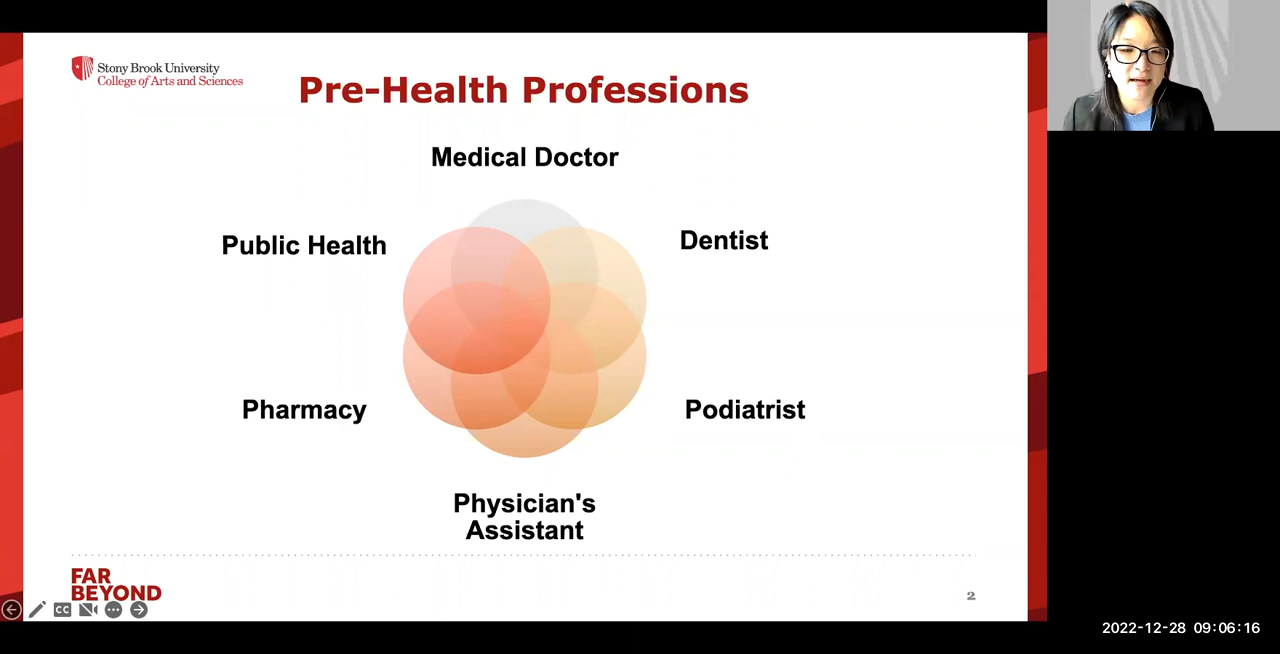 Stony Brook University
College of Arts and Sciences
Pre-Health Professions
Medical Doctor
Public Health
Dentist
Pharmacy
Podiatrist
Physician's
Assistant
FAR
BEYOND
2
CC
2022-12-28 09:06:16